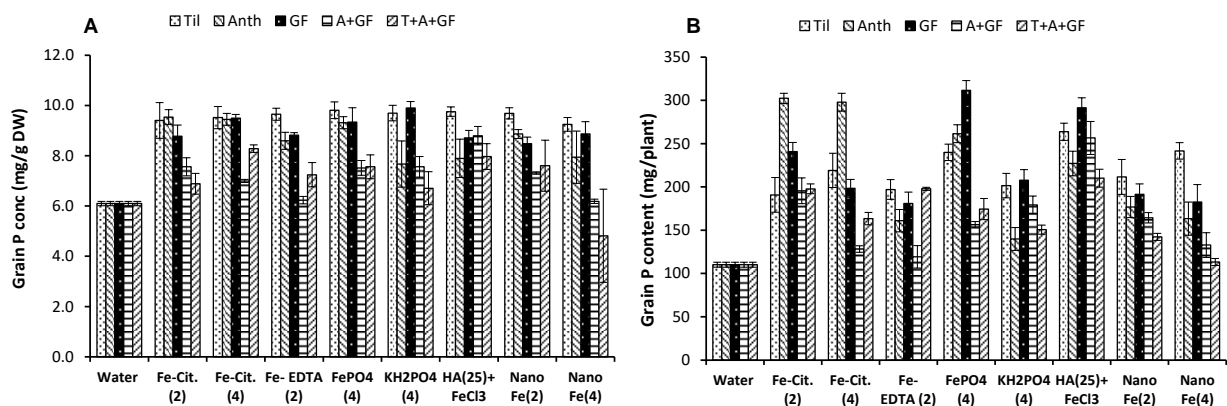 Til Anth GF A+GF T+A+GF
A
Grain P conc (mg/g DW)
12.0
10.0
8.0
6.0
4.0
2.0
0.0
Water Fe-Cit. (2) Fe-Cit. (4) Fe- EDTA (2) FePO4 (4) KH2PO4 (4) HA(25)+ FeCl3 Nano Fe(2) Nano Fe(4)
Til Anth GF A+GF T+A+GF
B
Grain P content (mg/plant)
350
300
250
200
150
100
50
0
Water Fe-Cit. (2) Fe-Cit. (4) Fe- EDTA (2) FePO4 (4) KH2PO4 (4) HA(25)+ FeCl3 Nano Fe(2) Nano Fe(4)